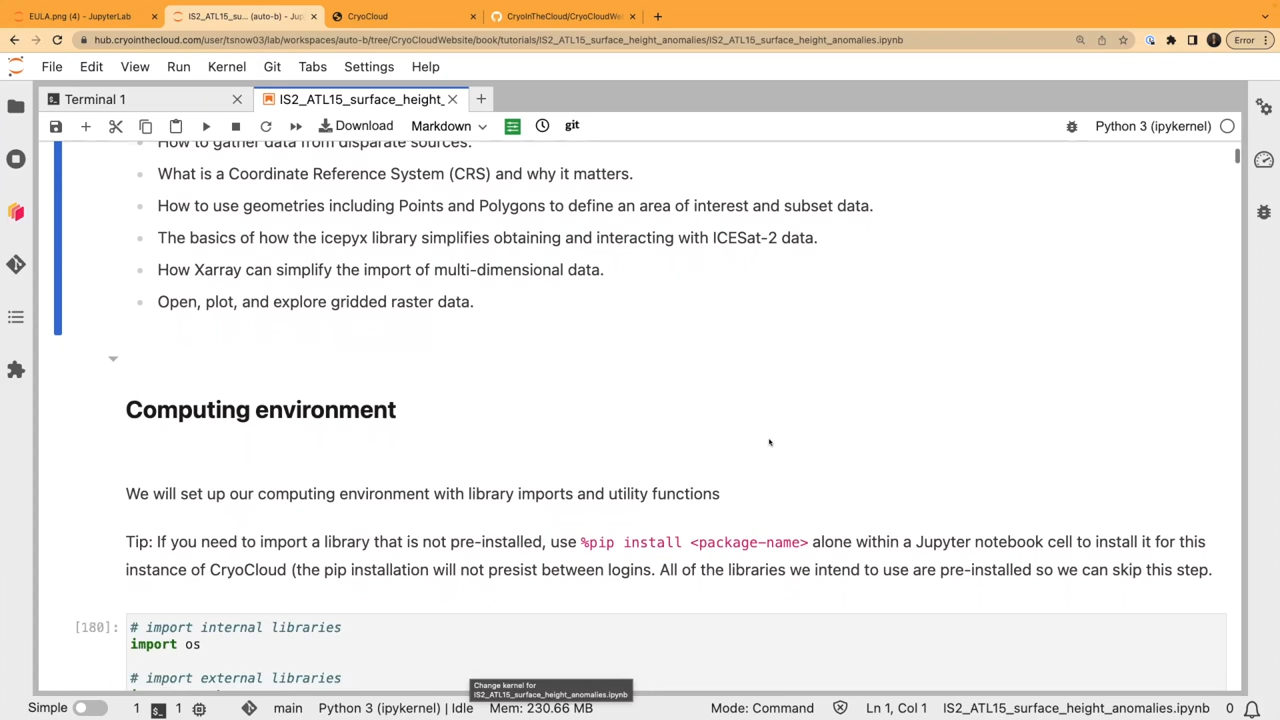 EULA.png (4) - JupyterLab
IS2_ATL15_su... (auto-b) - Jup
CryoCloud
CryoInTheCloud/CryoCloudWe
hub.cryointhecloud.com/user/tsnow03/lab/workspaces/auto-b/tree/CryoCloudWebsite/book/tutorials/IS2_ATL15_surface_height_anomalies/IS2_ATL15_surface_height_anomalies.ipynb
Error
File Edit View Run Kernel Git Tabs Settings Help
Terminal 1
IS2_ATL15_surface_height_
Download
Markdown
git
Python 3 (ipykernel)
How to gather data from disparate sources.
What is a Coordinate Reference System (CRS) and why it matters.
How to use geometries including Points and Polygons to define an area of interest and subset data.
The basics of how the icepyx library simplifies obtaining and interacting with ICESat-2 data.
How Xarray can simplify the import of multi-dimensional data.
Open, plot, and explore gridded raster data.
Computing environment
We will set up our computing environment with library imports and utility functions
Tip: If you need to import a library that is not pre-installed, use %pip install <package-name> alone within a Jupyter notebook cell to install it for this
instance of CryoCloud (the pip installation will not presist between logins. All of the libraries we intend to use are pre-installed so we can skip this step.
[180]:
# import internal libraries
import os
# import external libraries
Change kernel for
IS2_ATL15_surface_height_anomalies.ipynb
Simple 1 1 main Python 3 (ipykernel) | Idle Mem: 230.66 MB Mode: Command Ln 1, Col 1 IS2_ATL15_surface_height_anomalies.ipynb 0